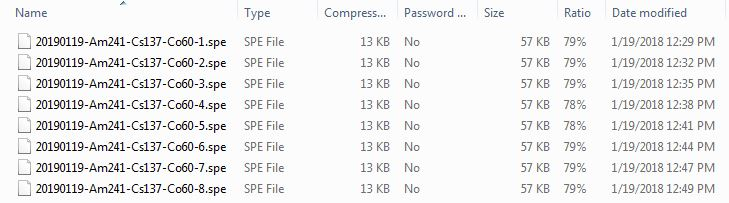 Name Type Compress... Password ... Size Ratio Date modified
20190119-Am241-Cs137-Co60-1.spe SPE File 13 KB No 57 KB 79% 1/19/2018 12:29 PM
20190119-Am241-Cs137-Co60-2.spe SPE File 13 KB No 57 KB 79% 1/19/2018 12:32 PM
20190119-Am241-Cs137-Co60-3.spe SPE File 13 KB No 57 KB 79% 1/19/2018 12:35 PM
20190119-Am241-Cs137-Co60-4.spe SPE File 13 KB No 57 KB 78% 1/19/2018 12:38 PM
20190119-Am241-Cs137-Co60-5.spe SPE File 13 KB No 57 KB 78% 1/19/2018 12:41 PM
20190119-Am241-Cs137-Co60-6.spe SPE File 13 KB No 57 KB 79% 1/19/2018 12:44 PM
20190119-Am241-Cs137-Co60-7.spe SPE File 13 KB No 57 KB 79% 1/19/2018 12:47 PM
20190119-Am241-Cs137-Co60-8.spe SPE File 13 KB No 57 KB 79% 1/19/2018 12:49 PM